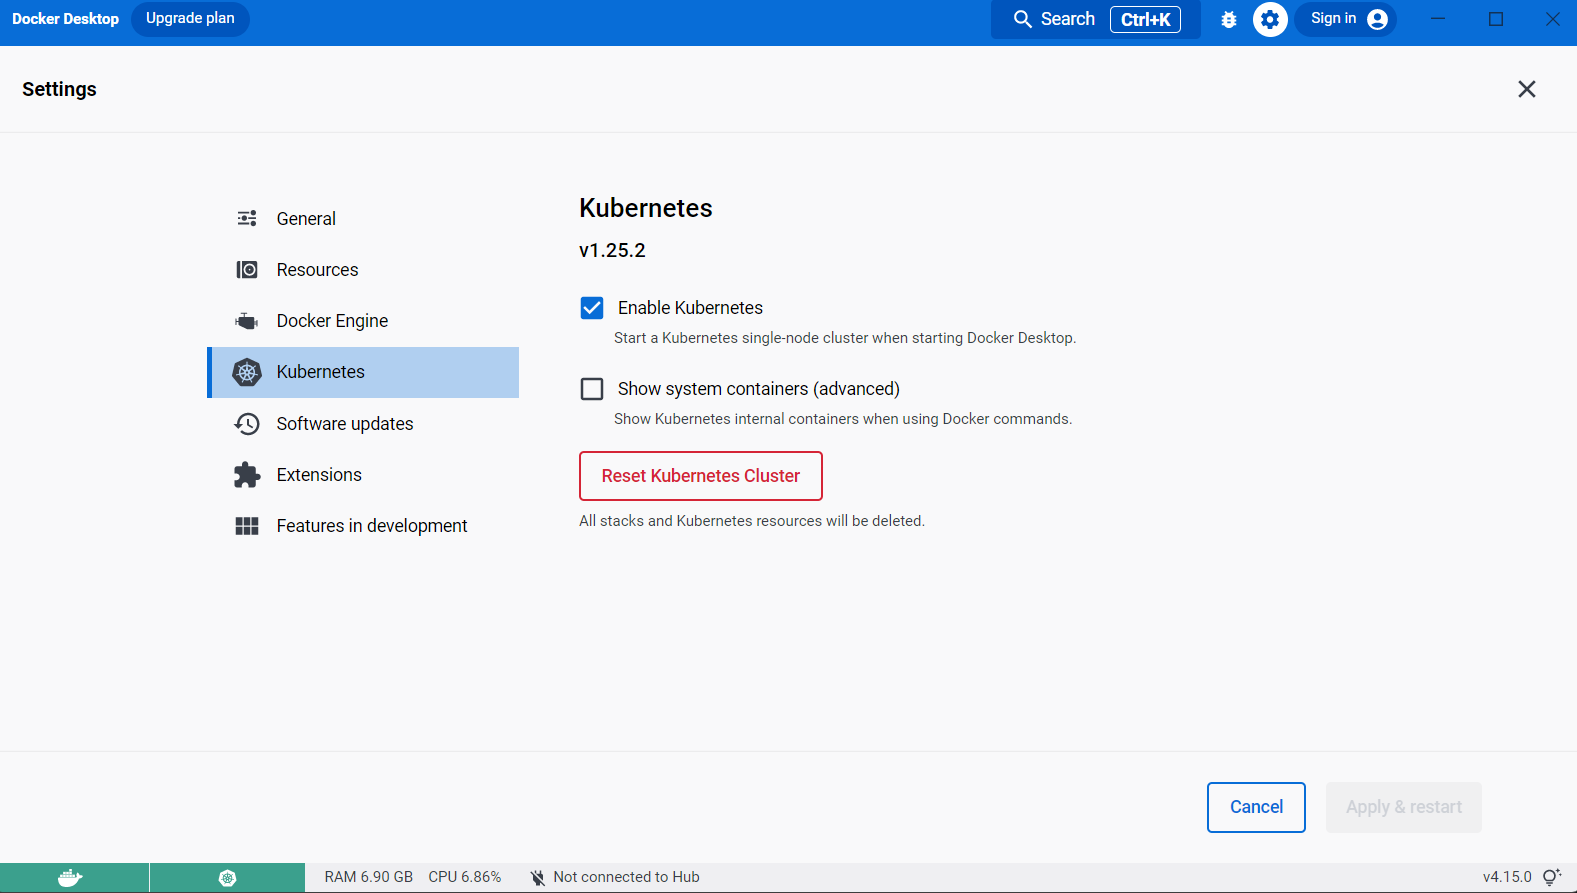 Docker Desktop Upgrade plan Search Ctrl+K Sign in
Settings
General
Resources
Docker Engine
Kubernetes
Software updates
Extensions
Features in development
Kubernetes
v1.25.2
Enable Kubernetes
Start a Kubernetes single-node cluster when starting Docker Desktop.
Show system containers (advanced)
Show Kubernetes internal containers when using Docker commands.
Reset Kubernetes Cluster
All stacks and Kubernetes resources will be deleted.
Cancel Apply & restart
RAM 6.90 GB CPU 6.86% Not connected to Hub v4.15.0